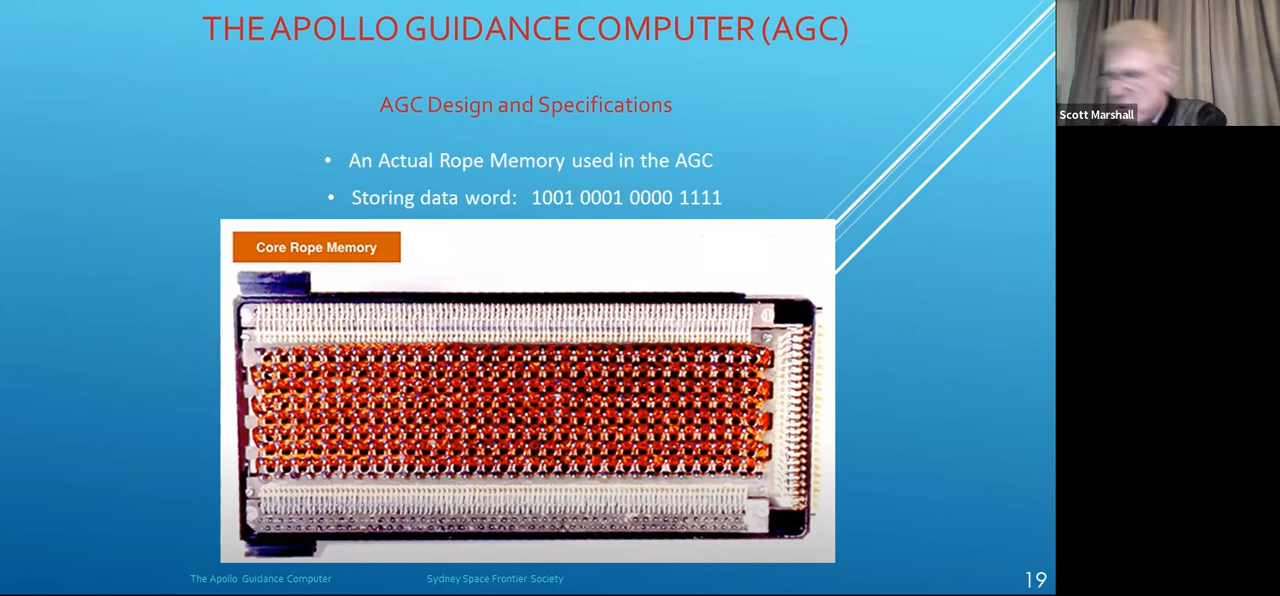 THE APOLLO GUIDANCE COMPUTER (AGC)
AGC Design and Specifications
• An Actual Rope Memory used in the AGC
• Storing data word: 1001 0001 0000 1111
Core Rope Memory
The Apollo Guidance Computer
Sydney Space Frontier Society
19
Scott Marshall